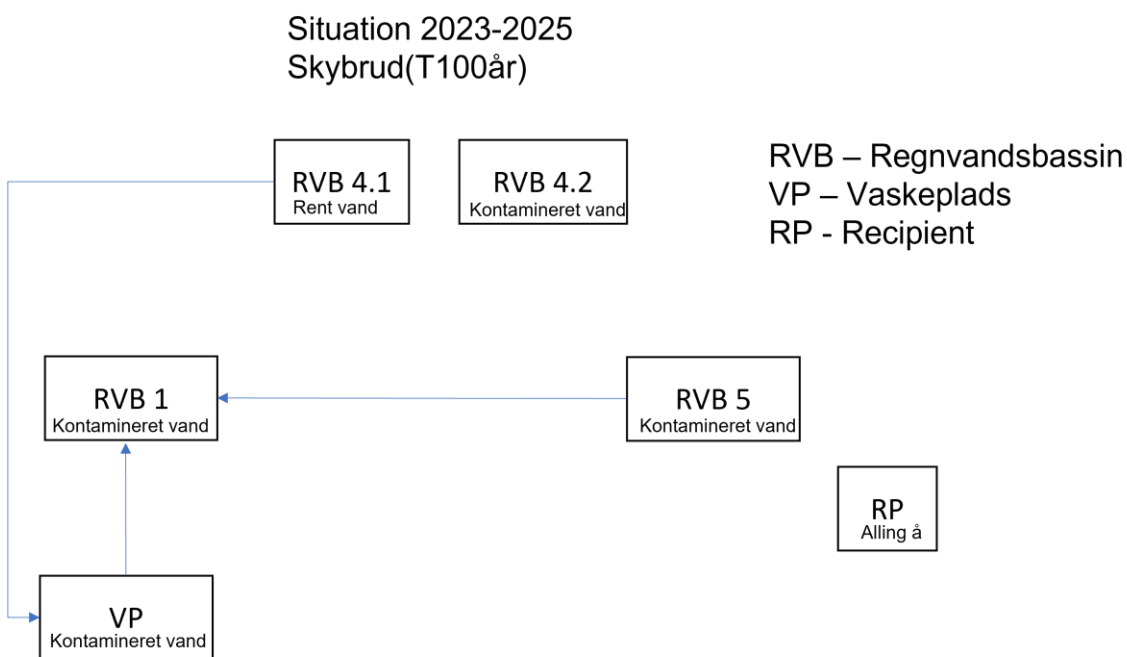 Situation 2023-2025
Skybrud(T100år)
RVB 4.1
Rent vand
RVB 4.2
Kontamineret vand
RVB – Regnvandsbassin
VP – Vaskeplads
RP - Recipient
RVB 1
Kontamineret vand
RVB 5
Kontamineret vand
RP
Alling å
VP
Kontamineret vand